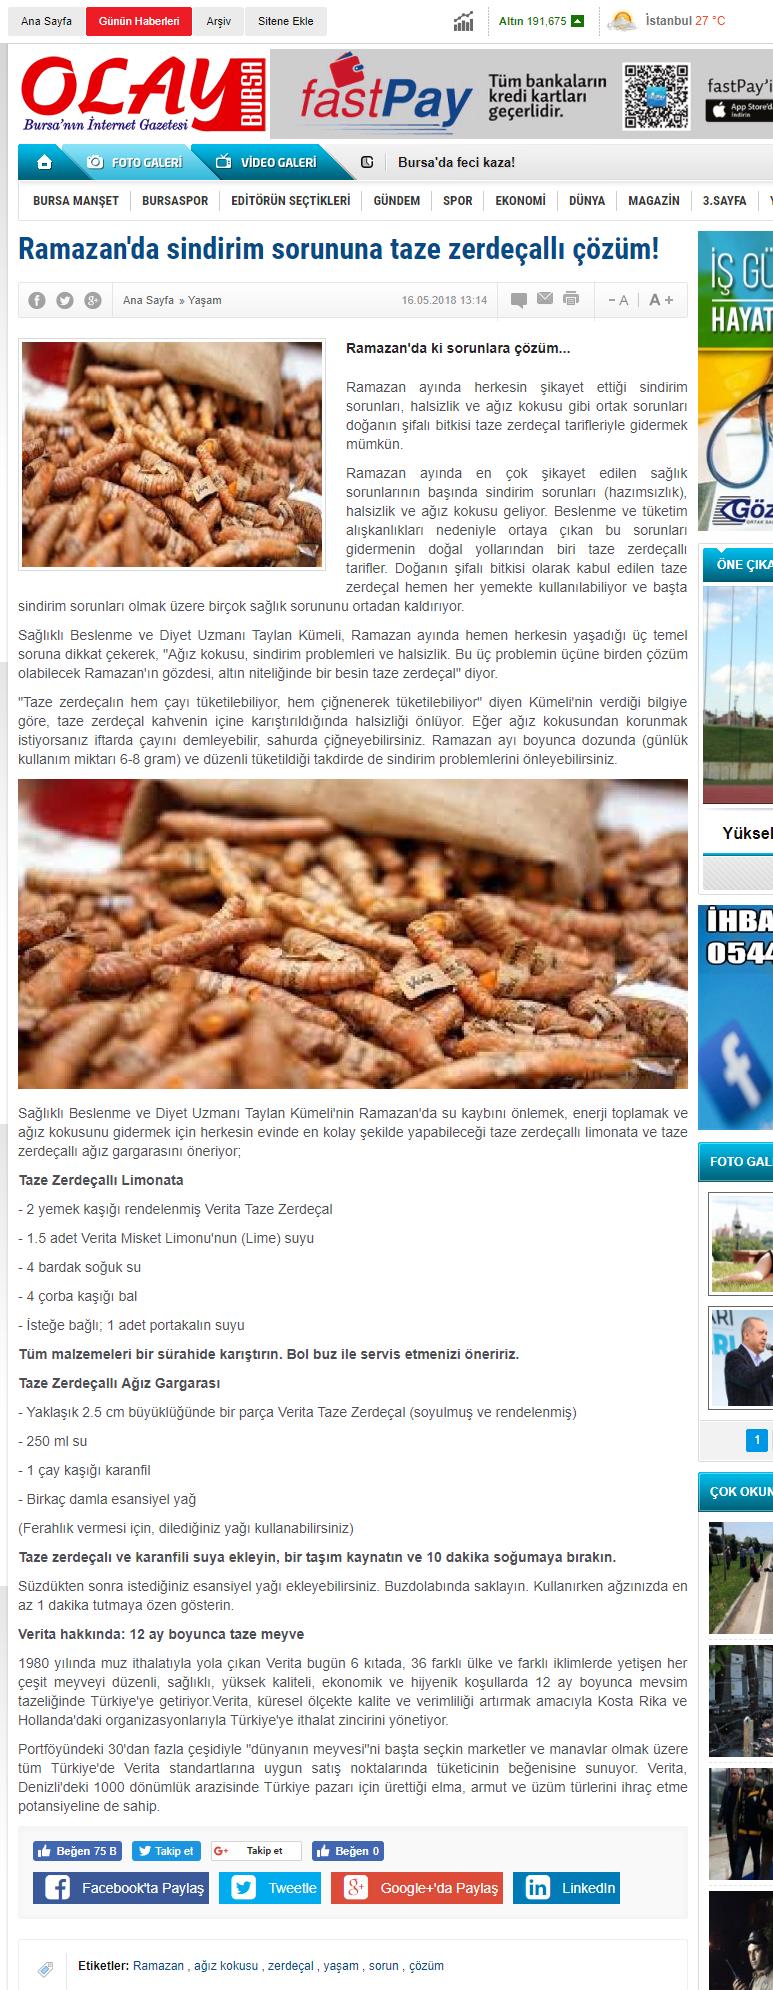 Ana Sayfa
Günün Haberleri
Arşiv
Sitene Ekle
Altın 191,675
İstanbul 27 °C
OLAY BURSA
Bursa'nın İnternet Gazetesi
fastPay
Tüm bankaların
kredi kartları
geçerlidir.
fastPay'i
App Store'da
İndirin
FOTO GALERİ
VİDEO GALERİ
Bursa'da feci kaza!
BURSA MANŞET
BURSASPOR
EDİTÖRÜN SEÇTİKLERİ
GÜNDEM
SPOR
EKONOMİ
DÜNYA
MAGAZİN
3.SAYFA
Ramazan'da sindirim sorununa taze zerdeçallı çözüm!
Ana Sayfa » Yaşam
16.05.2018 13:14
- A
A +
Ramazan'da ki sorunlara çözüm...
Ramazan ayında herkesin şikayet ettiği sindirim
sorunları, halsizlik ve ağız kokusu gibi ortak sorunları
doğanın şifalı bitkisi taze zerdeçal tarifleriyle gidermek
mümkün.
Ramazan ayında en çok şikayet edilen sağlık
sorunlarının başında sindirim sorunları (hazımsızlık),
halsizlik ve ağız kokusu geliyor. Beslenme ve tüketim
alışkanlıkları nedeniyle ortaya çıkan bu sorunları
gidermenin doğal yollarından biri taze zerdeçallı
tarifler. Doğanın şifalı bitkisi olarak kabul edilen taze
zerdeçal hemen her yemekte kullanılabiliyor ve başta
sindirim sorunları olmak üzere birçok sağlık sorununu ortadan kaldırıyor.
Sağlıklı Beslenme ve Diyet Uzmanı Taylan Kümeli, Ramazan ayında hemen herkesin yaşadığı üç temel
soruna dikkat çekerek, "Ağız kokusu, sindirim problemleri ve halsizlik. Bu üç problemin üçüne birden çözüm
olabilecek Ramazan'ın gözdesi, altın niteliğinde bir besin taze zerdeçal" diyor.
"Taze zerdeçalın hem çayı tüketilebiliyor, hem çiğnenerek tüketilebiliyor" diyen Kümeli'nin verdiği bilgiye
göre, taze zerdeçal kahvenin içine karıştırıldığında halsizliği önlüyor. Eğer ağız kokusundan korunmak
istiyorsanız iftarda çayını demleyebilir, sahurda çiğneyebilirsiniz. Ramazan ayı boyunca dozunda (günlük
kullanım miktarı 6-8 gram) ve düzenli tüketildiği takdirde de sindirim problemlerini önleyebilirsiniz.
Sağlıklı Beslenme ve Diyet Uzmanı Taylan Kümeli'nin Ramazan'da su kaybını önlemek, enerji toplamak ve
ağız kokusunu gidermek için herkesin evinde en kolay şekilde yapabileceği taze zerdeçallı limonata ve taze
zerdeçallı ağız gargarasını öneriyor;
Taze Zerdeçallı Limonata
- 2 yemek kaşığı rendelenmiş Verita Taze Zerdeçal
- 1.5 adet Verita Misket Limonu'nun (Lime) suyu
- 4 bardak soğuk su
- 4 çorba kaşığı bal
- İsteğe bağlı; 1 adet portakalın suyu
Tüm malzemeleri bir sürahide karıştırın. Bol buz ile servis etmenizi öneririz.
Taze Zerdeçallı Ağız Gargarası
- Yaklaşık 2.5 cm büyüklüğünde bir parça Verita Taze Zerdeçal (soyulmuş ve rendelenmiş)
- 250 ml su
- 1 çay kaşığı karanfil
- Birkaç damla esansiyel yağ
(Ferahlık vermesi için, dilediğiniz yağı kullanabilirsiniz)
Taze zerdeçalı ve karanfili suya ekleyin, bir taşım kaynatın ve 10 dakika soğumaya bırakın.
Süzdükten sonra istediğiniz esansiyel yağı ekleyebilirsiniz. Buzdolabında saklayın. Kullanırken ağzınızda en
az 1 dakika tutmaya özen gösterin.
Verita hakkında: 12 ay boyunca taze meyve
1980 yılında muz ithalatıyla yola çıkan Verita bugün 6 kıtada, 36 farklı ülke ve farklı iklimlerde yetişen her
çeşit meyveyi düzenli, sağlıklı, yüksek kaliteli, ekonomik ve hijyenik koşullarda 12 ay boyunca mevsim
tazeliğinde Türkiye'ye getiriyor.Verita, küresel ölçekte kalite ve verimliliği artırmak amacıyla Kosta Rika ve
Hollanda'daki organizasyonlarıyla Türkiye'ye ithalat zincirini yönetiyor.
Portföyündeki 30'dan fazla çeşidiyle "dünyanın meyvesi"ni başta seçkin marketler ve manavlar olmak üzere
tüm Türkiye'de Verita standartlarına uygun satış noktalarında tüketicinin beğenisine sunuyor. Verita,
Denizli'deki 1000 dönümlük arazisinde Türkiye pazarı için ürettiği elma, armut ve üzüm türlerini ihraç etme
potansiyeline de sahip.
Beğen 75 B
Takip et
G+ Takip et
Beğen 0
Facebook'ta Paylaş
Tweetle
Google+'da Paylaş
LinkedIn
Etiketler: Ramazan , ağız kokusu , zerdeçal , yaşam , sorun , çözüm
İŞ GÜ
HAYAT
Göz
ÖNE ÇIKA
Yüksel
İHBA
0544
FOTO GAL
1
ÇOK OKUN